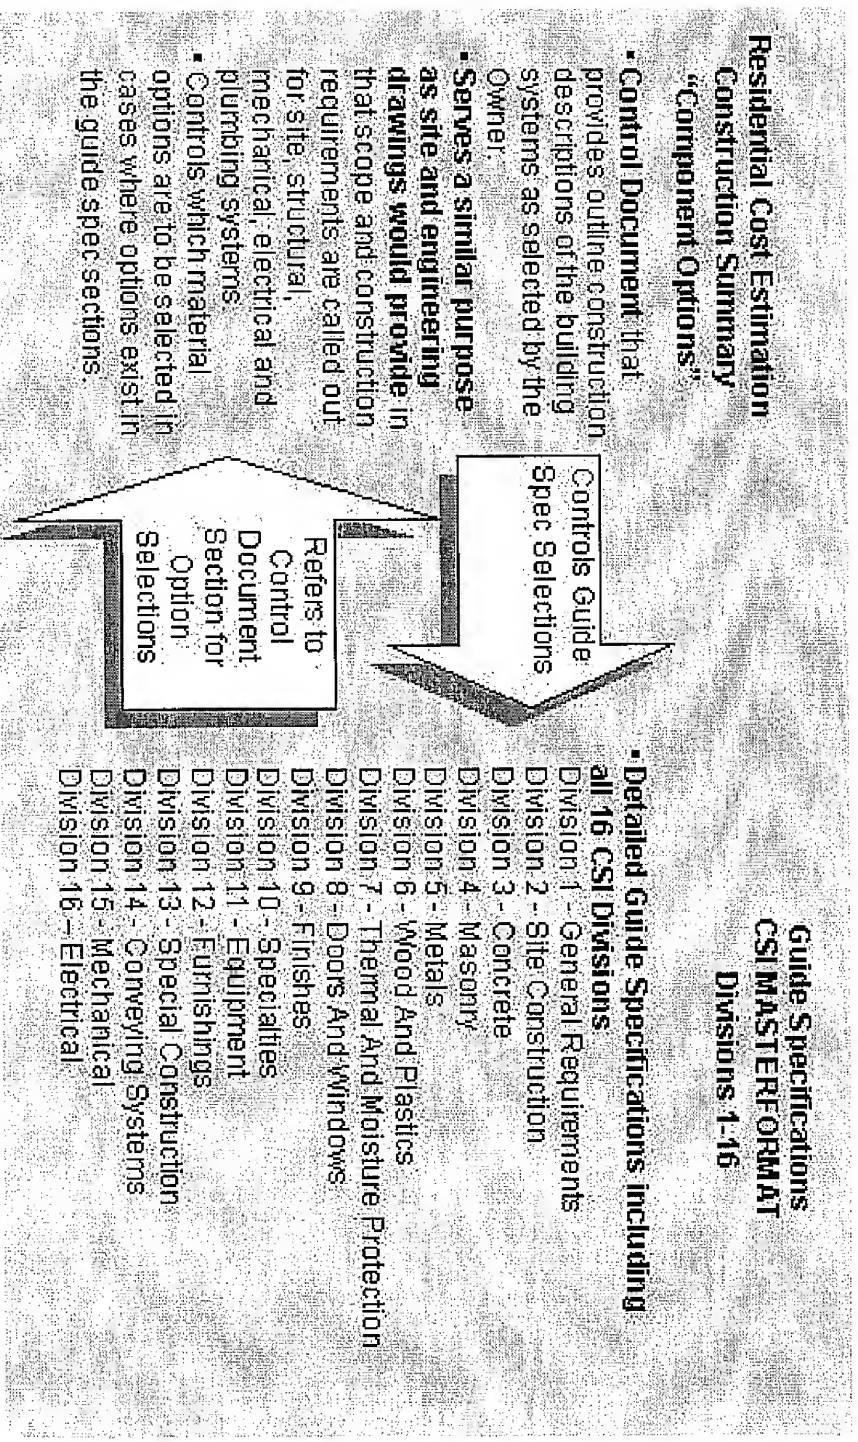 Residential Cost Estimation
Construction Summary
"Component Options"
▪ Control Document that
provides outline construction
descriptions of the building
systems as selected by the
Owner.
▪ Serves a similar purpose
as site and engineering
drawings would provide in
that scope and construction
requirements are called out
for site, structural,
mechanical, electrical and
plumbing systems
▪ Controls which material
options are to be selected in
cases where options exist in
the guide spec sections.
Controls Guide
Spec Selections
Refers to
Control
Document
Section for
Option
Selections
Guide Specifications
CSI MASTERFORMAT
Divisions 1-16
▪ Detailed Guide Specifications including
all 16 CSI Divisions
Division 1 - General Requirements
Division 2 - Site Construction
Division 3 - Concrete
Division 4 - Masonry
Division 5 - Metals
Division 6 - Wood And Plastics
Division 7 - Thermal And Moisture Protection
Division 8 - Doors And Windows
Division 9 - Finishes
Division 10 - Specialties
Division 11 - Equipment
Division 12 - Furnishings
Division 13 - Special Construction
Division 14 - Conveying Systems
Division 15 - Mechanical
Division 16 - Electrical